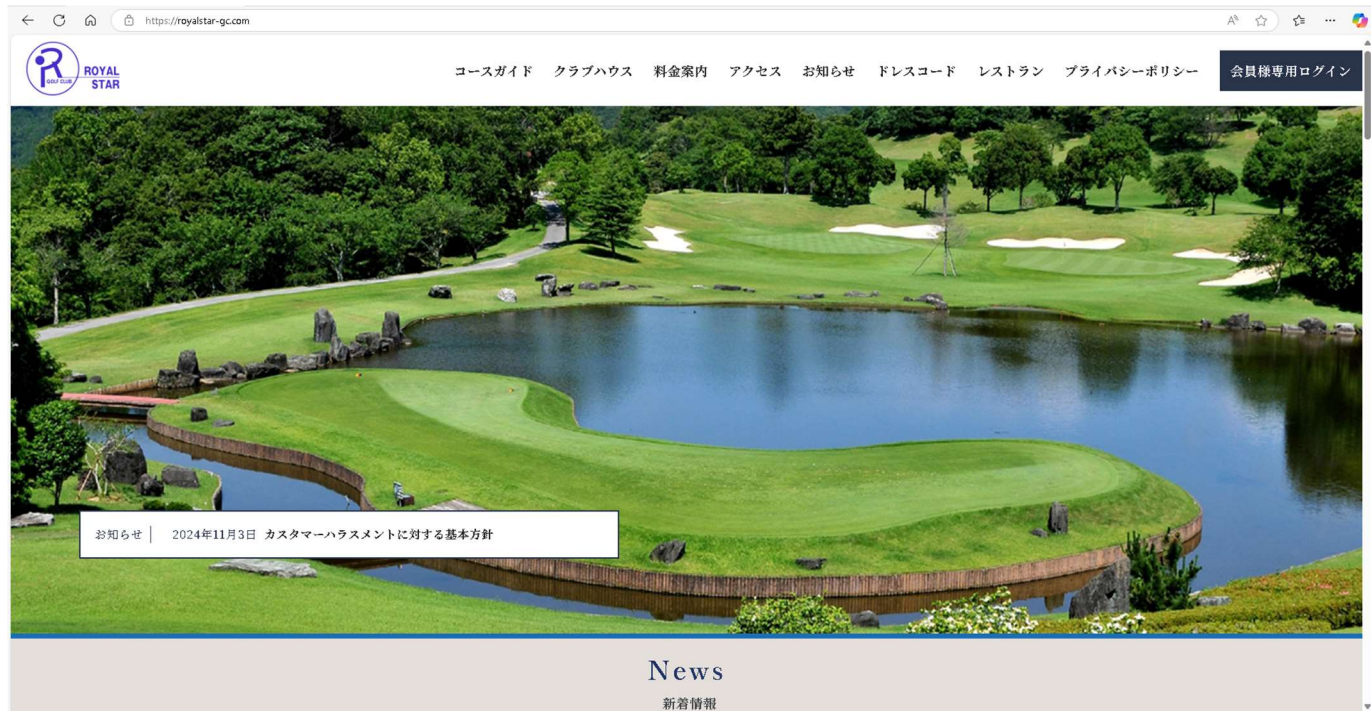 https://royalstar-gc.com
GOLF CLUB
ROYAL
STAR
コースガイド クラブハウス 料金案内 アクセス お知らせ ドレスコード レストラン プライバシーポリシー 会員様専用ログイン
お知らせ 2024年11月3日 カスタマーハラスメントに対する基本方針
News
新着情報